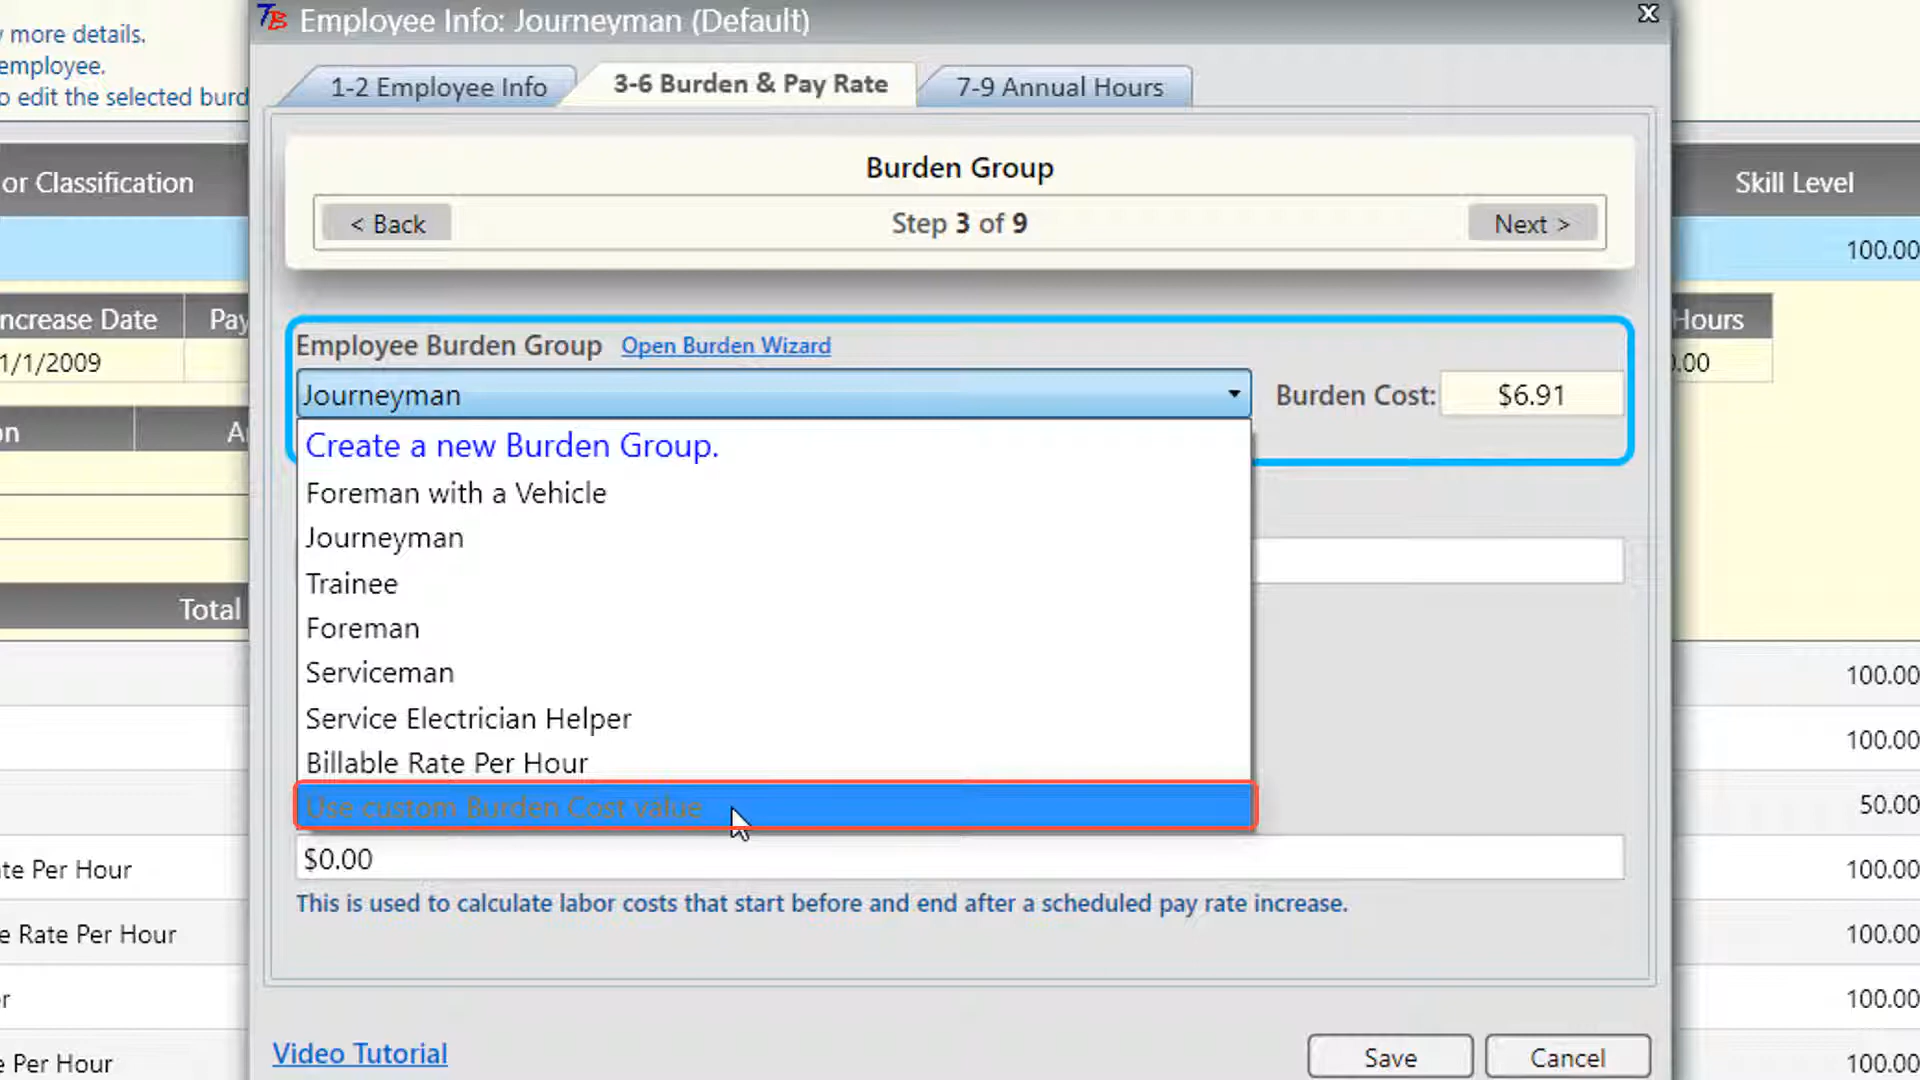 Employee Info: Journeyman (Default)
more details.
employee.
o edit the selected burd
1-2 Employee Info
3-6 Burden & Pay Rate
7-9 Annual Hours
Burden Group
or Classification
Skill Level
< Back
Step 3 of 9
Next >
100.00
ncrease Date
Pay
Hours
1/1/2009
.00
Employee Burden Group
Open Burden Wizard
Journeyman
Burden Cost:
$6.91
on
A
Create a new Burden Group.
Foreman with a Vehicle
Journeyman
Trainee
Total
Foreman
Serviceman
100.00
Service Electrician Helper
100.00
Billable Rate Per Hour
Use custom Burden Cost value
50.00
$0.00
te Per Hour
100.00
This is used to calculate labor costs that start before and end after a scheduled pay rate increase.
e Rate Per Hour
100.00
r
100.00
Video Tutorial
Save
Cancel
Per Hour
100.00